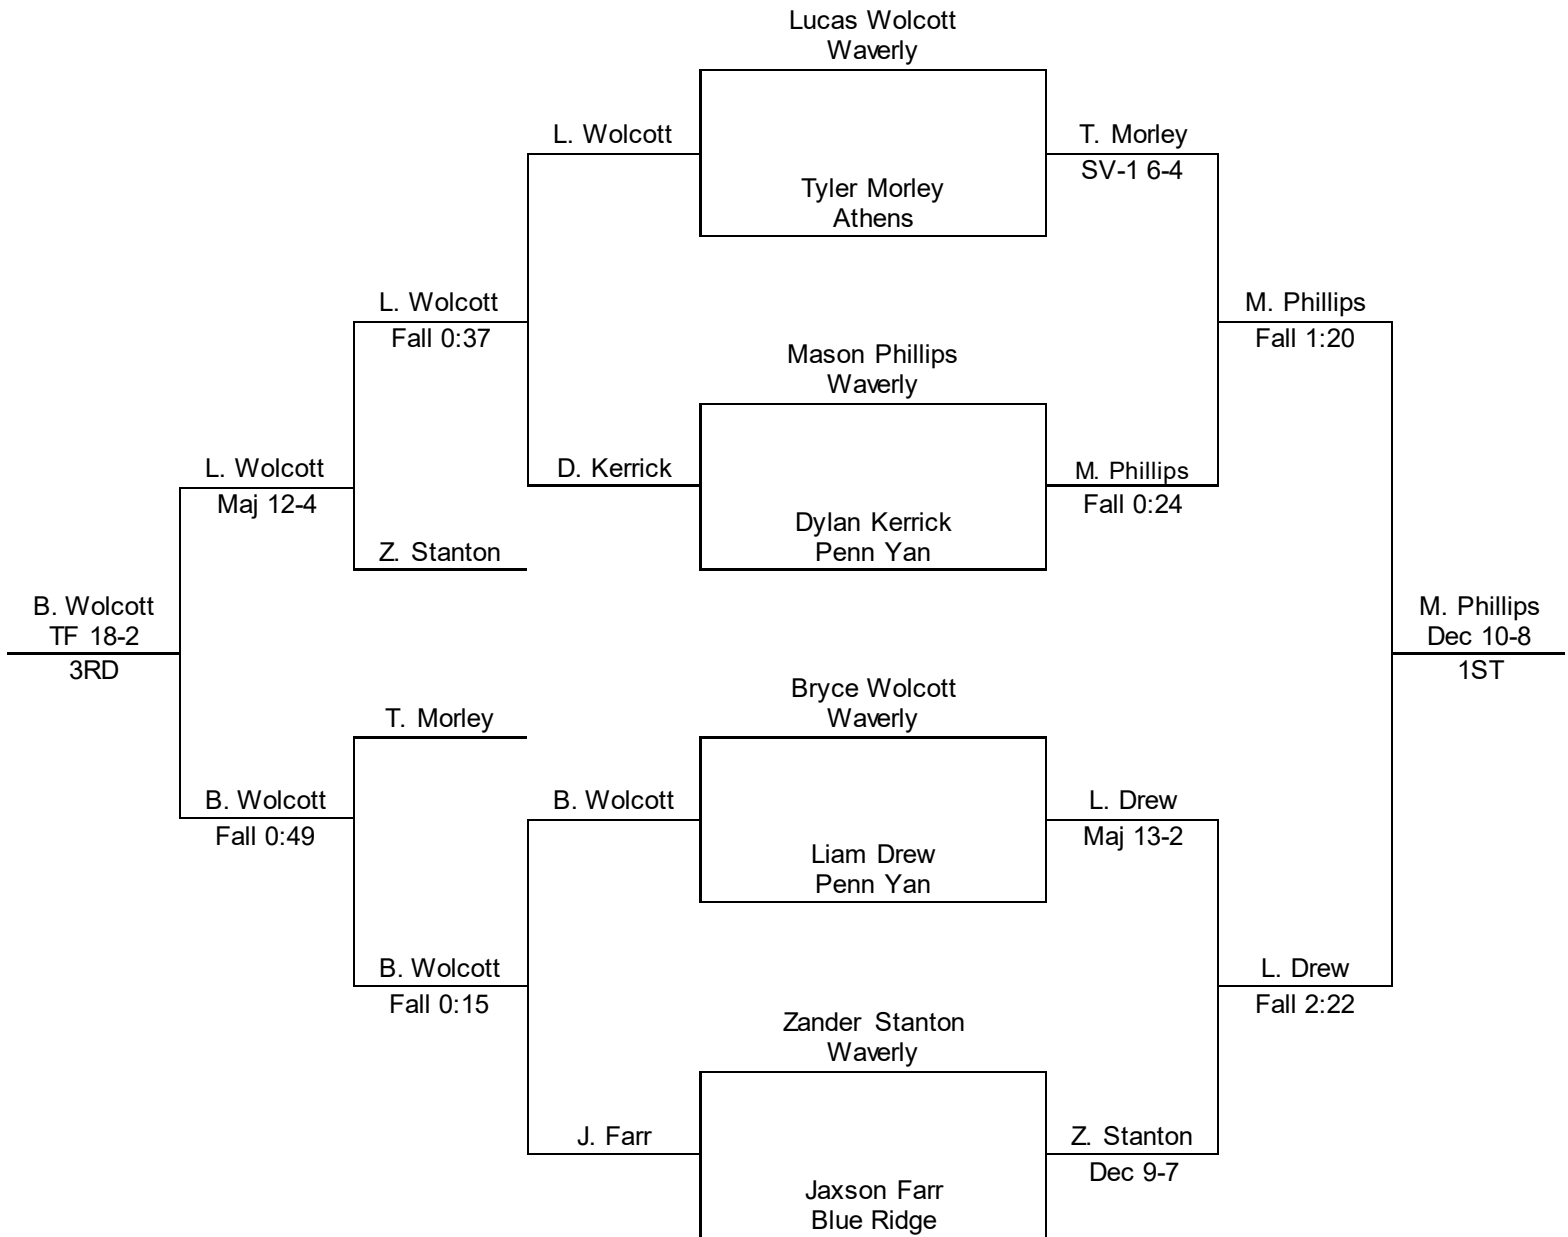 Lucas Wolcott
Waverly
L. Wolcott
T. Morley
SV-1 6-4
Tyler Morley
Athens
L. Wolcott
Fall 0:37
M. Phillips
Fall 1:20
Mason Phillips
Waverly
L. Wolcott
Maj 12-4
D. Kerrick
M. Phillips
Fall 0:24
Dylan Kerrick
Penn Yan
Z. Stanton
B. Wolcott
TF 18-2
3RD
M. Phillips
Dec 10-8
1ST
Bryce Wolcott
Waverly
T. Morley
B. Wolcott
Fall 0:49
B. Wolcott
L. Drew
Maj 13-2
Liam Drew
Penn Yan
B. Wolcott
Fall 0:15
L. Drew
Fall 2:22
Zander Stanton
Waverly
J. Farr
Z. Stanton
Dec 9-7
Jaxson Farr
Blue Ridge